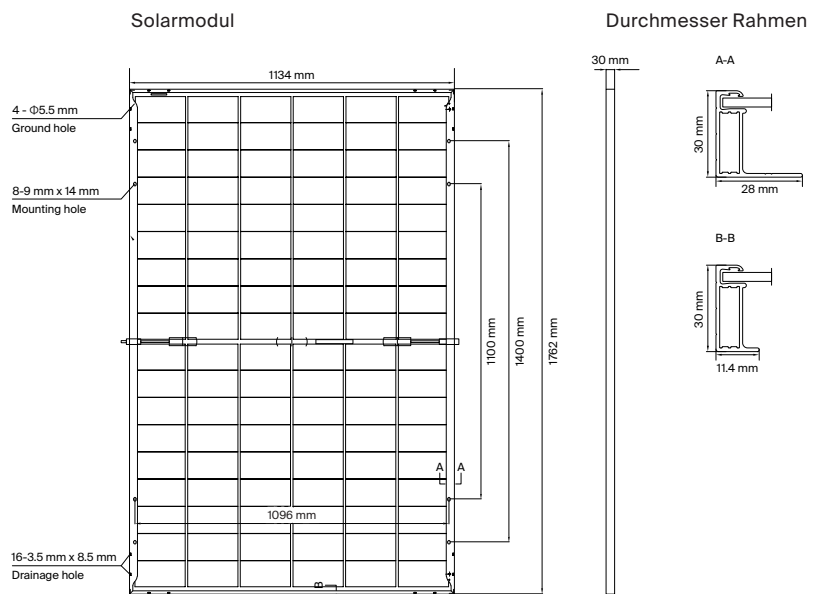 Solarmodul
Durchmesser Rahmen
1134 mm
30 mm
A-A
4 - Φ5.5 mm
Ground hole
30 mm
8-9 mm x 14 mm
Mounting hole
28 mm
B-B
30 mm
1100 mm
1400 mm
1762 mm
11.4 mm
A A
1096 mm
16-3.5 mm x 8.5 mm
Drainage hole
B